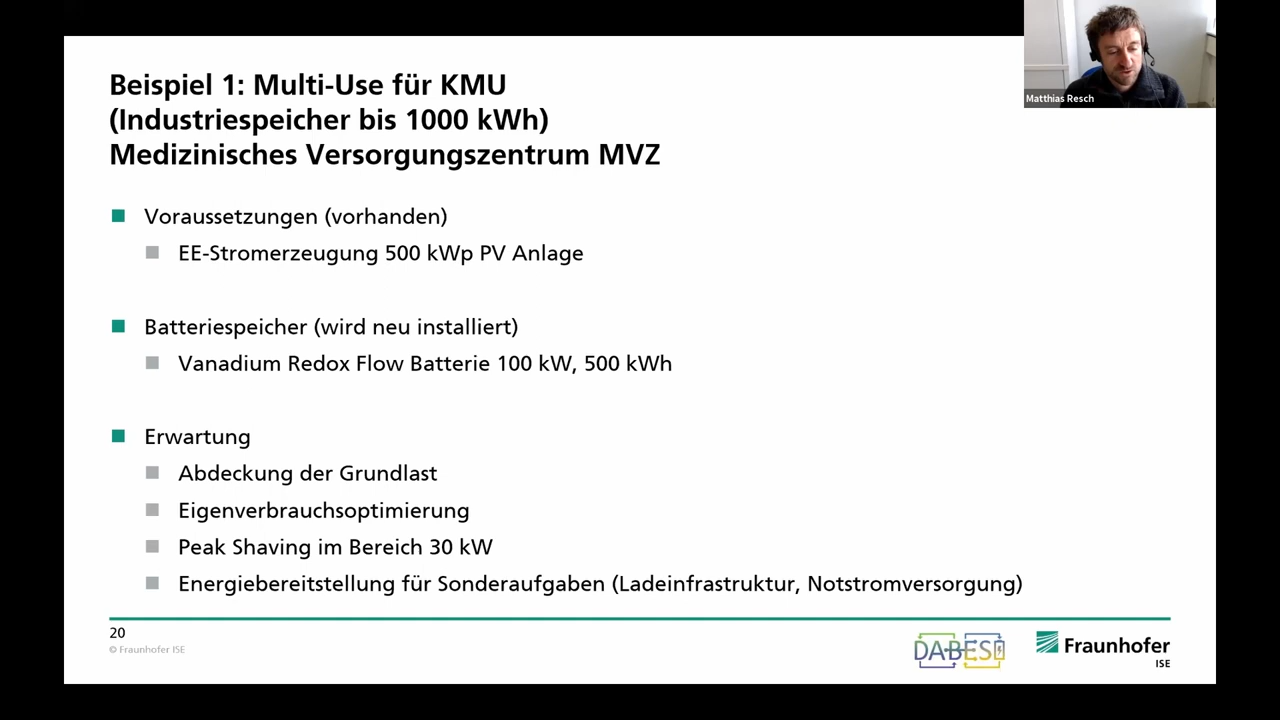 Beispiel 1: Multi-Use für KMU
(Industriespeicher bis 1000 kWh)
Medizinisches Versorgungszentrum MVZ
Matthias Resch
Voraussetzungen (vorhanden)
EE-Stromerzeugung 500 kWp PV Anlage
Batteriespeicher (wird neu installiert)
Vanadium Redox Flow Batterie 100 kW, 500 kWh
Erwartung
Abdeckung der Grundlast
Eigenverbrauchsoptimierung
Peak Shaving im Bereich 30 kW
Energiebereitstellung für Sonderaufgaben (Ladeinfrastruktur, Notstromversorgung)
20
© Fraunhofer ISE
DABESI
Fraunhofer
ISE